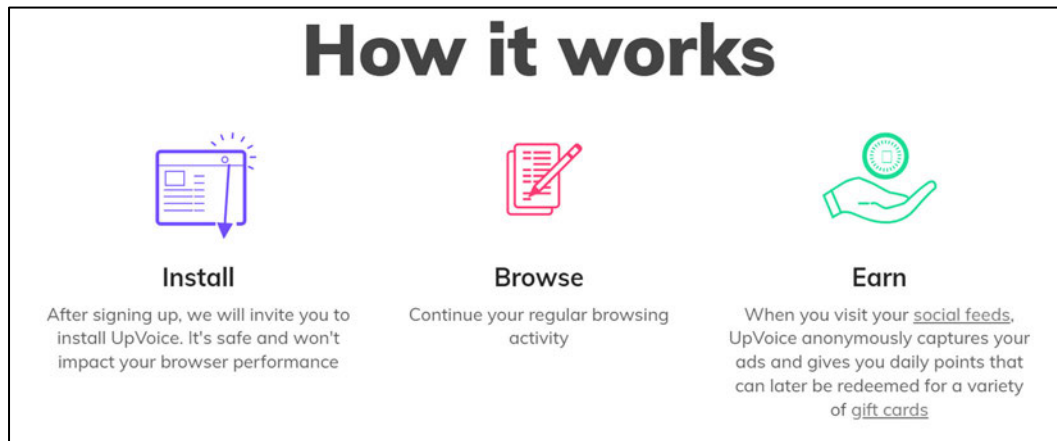 How it works
Install
After signing up, we will invite you to
install UpVoice. It's safe and won't
impact your browser performance
Browse
Continue your regular browsing
activity
Earn
When you visit your social feeds,
UpVoice anonymously captures your
ads and gives you daily points that
can later be redeemed for a variety
of gift cards